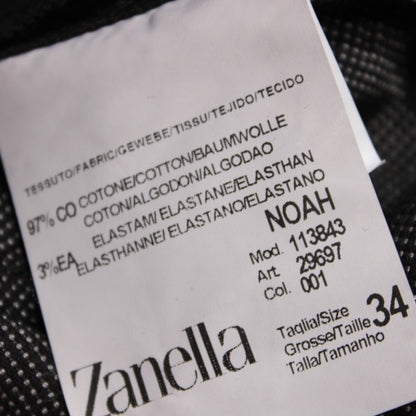 TESSUTO/FABRIC/GEWEBE/TISSU/TEJIDO/TECIDO
97% CO COTONE/COTTON/BAUMWOLLE
COTON/ALGODON/ALGODAO
3%EA ELASTAM/ELASTANE/ELASTHAN
ELASTHANNE/ELASTANO/ELASTANO
NOAH
Mod. 113843
Art. 29697
Col. 001
Zanella
Taglia/Size
Grosse/Taille 34
Talla/Tamanho